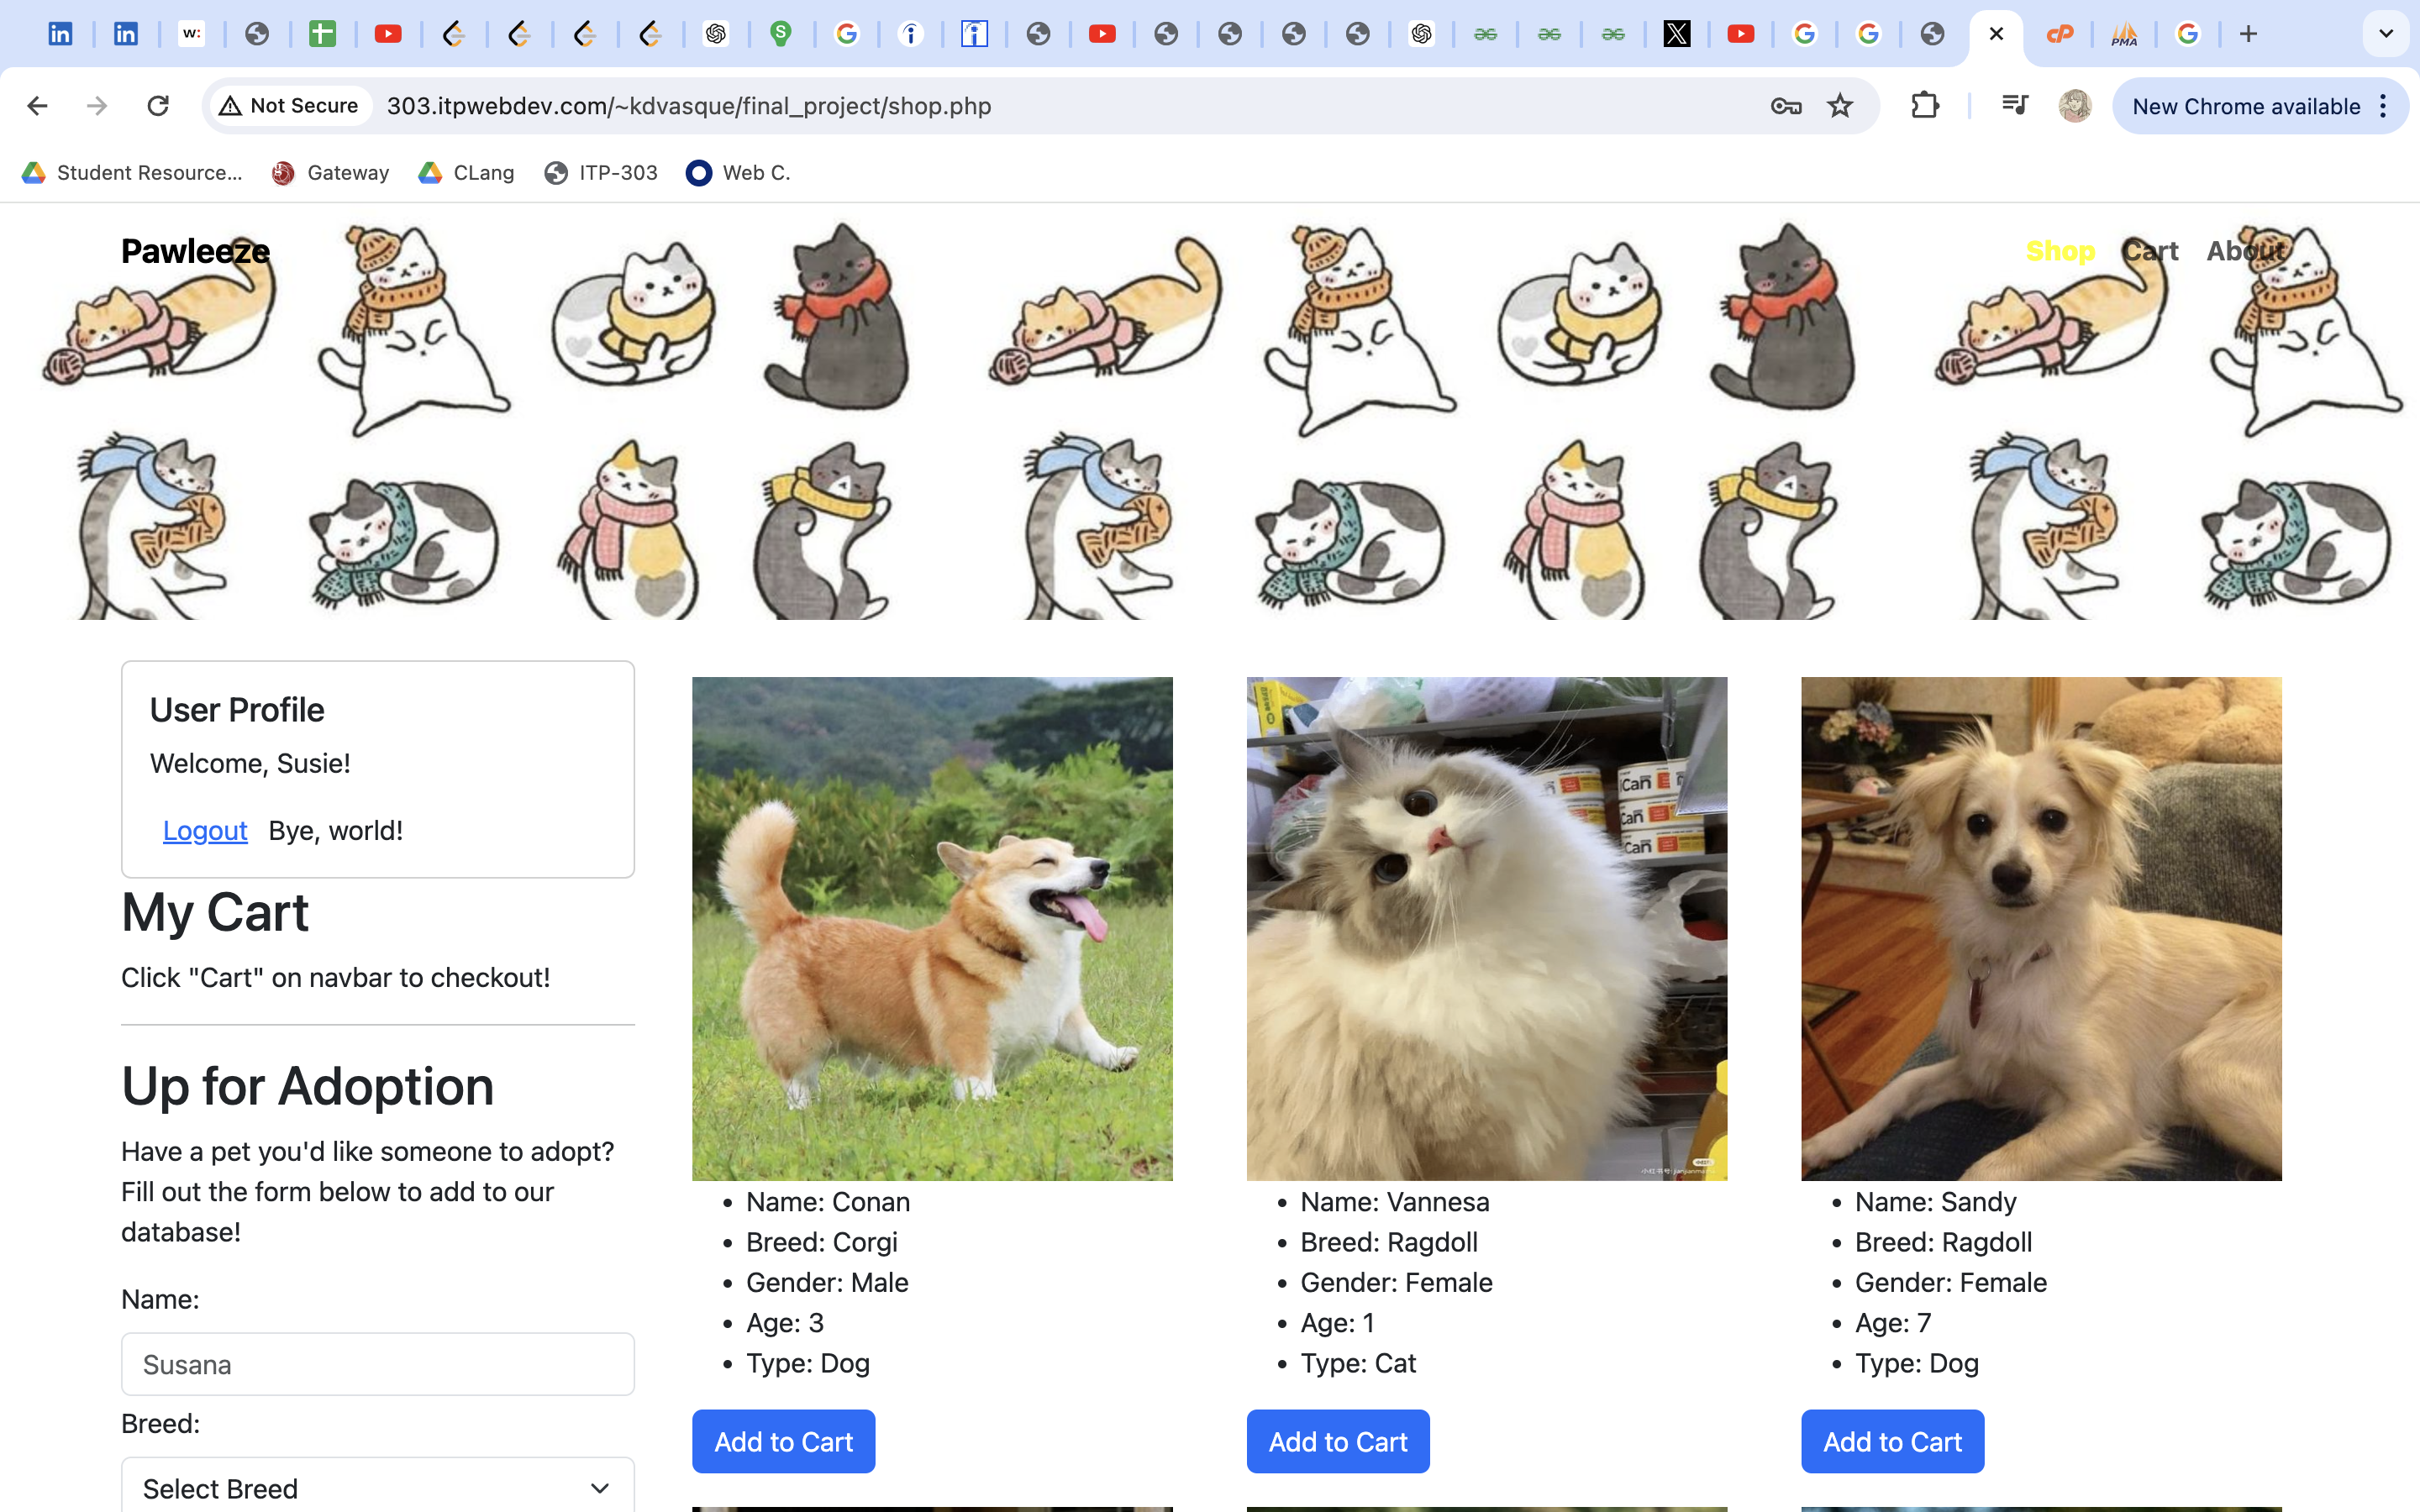 Not Secure
303.itpwebdev.com/~kdvasque/final_project/shop.php
New Chrome available
Student Resource...
Gateway
CLang
ITP-303
Web C.
Pawleeze
Shop Cart About
User Profile
Welcome, Susie!
Logout Bye, world!
My Cart
Click "Cart" on navbar to checkout!
Up for Adoption
Have a pet you'd like someone to adopt?
Fill out the form below to add to our
database!
Name:
Susana
Breed:
Select Breed
Name: Conan
Breed: Corgi
Gender: Male
Age: 3
Type: Dog
Add to Cart
iCan
Can
Can
Name: Vannesa
Breed: Ragdoll
Gender: Female
Age: 1
Type: Cat
Add to Cart
Name: Sandy
Breed: Ragdoll
Gender: Female
Age: 7
Type: Dog
Add to Cart